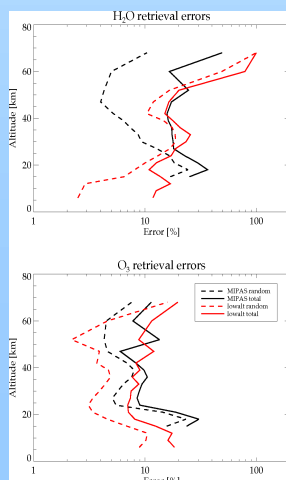 H₂O retrieval errors
80
60
40
20
0
Altitude [km]
1
10
100
Error [%]
O₃ retrieval errors
80
60
40
20
0
Altitude [km]
MIPAS random
MIPAS total
lowalt random
lowalt total
1
10
100
Error [%]